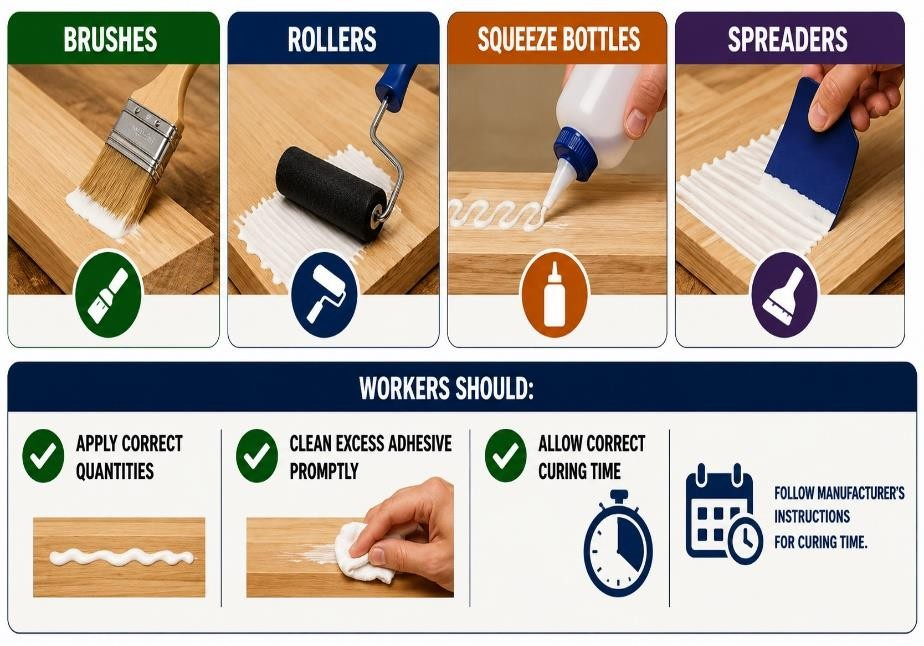 BRUSHES
ROLLERS
SQUEEZE BOTTLES
SPREADERS
WORKERS SHOULD:
APPLY CORRECT
QUANTITIES
CLEAN EXCESS ADHESIVE
PROMPTLY
ALLOW CORRECT
CURING TIME
FOLLOW MANUFACTURER'S
INSTRUCTIONS
FOR CURING TIME.